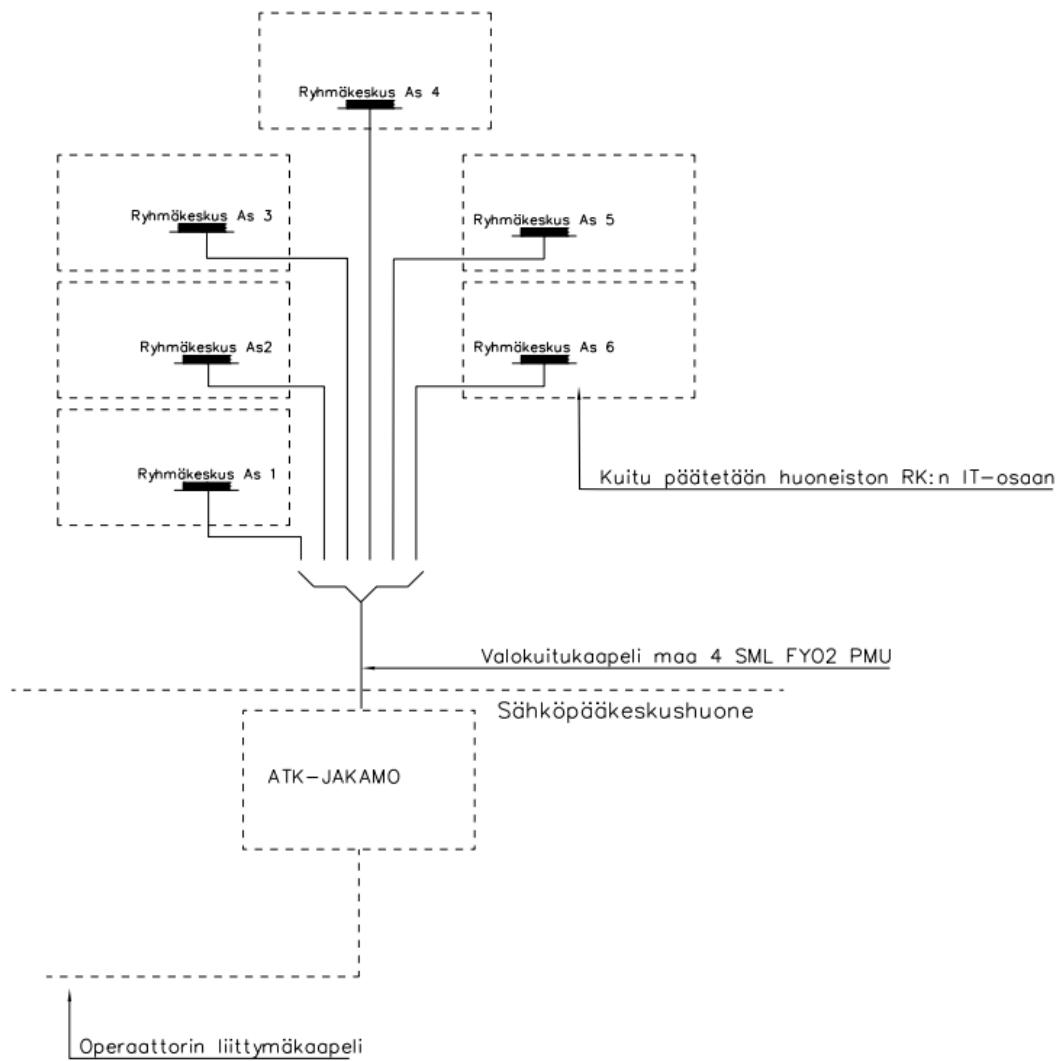 Ryhmäkeskus As 4
Ryhmäkeskus As 3
Ryhmäkeskus As 5
Ryhmäkeskus As2
Ryhmäkeskus As 6
Ryhmäkeskus As 1
Kuitu päätetään huoneiston RK:n IT-osaan
Valokuitukaapeli maa 4 SML FYO2 PMU
Sähköpääkeskushuone
ATK-JAKAMO
Operaattorin liittymäkaapeli